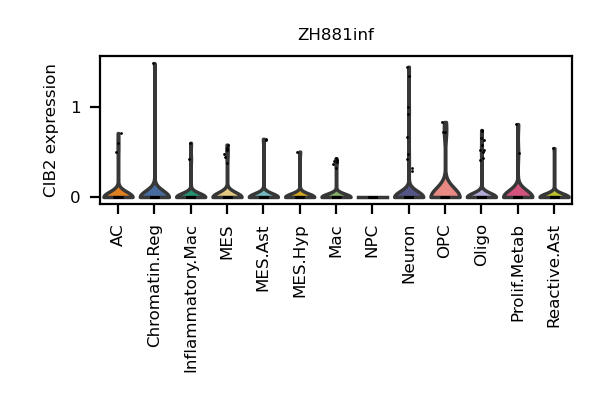 ZH881inf
CIB2 expression
1
0
AC
Chromatin.Reg
Inflammatory.Mac
MES
MES.Ast
MES.Hyp
Mac
NPC
Neuron
OPC
Oligo
Prolif.Metab
Reactive.Ast